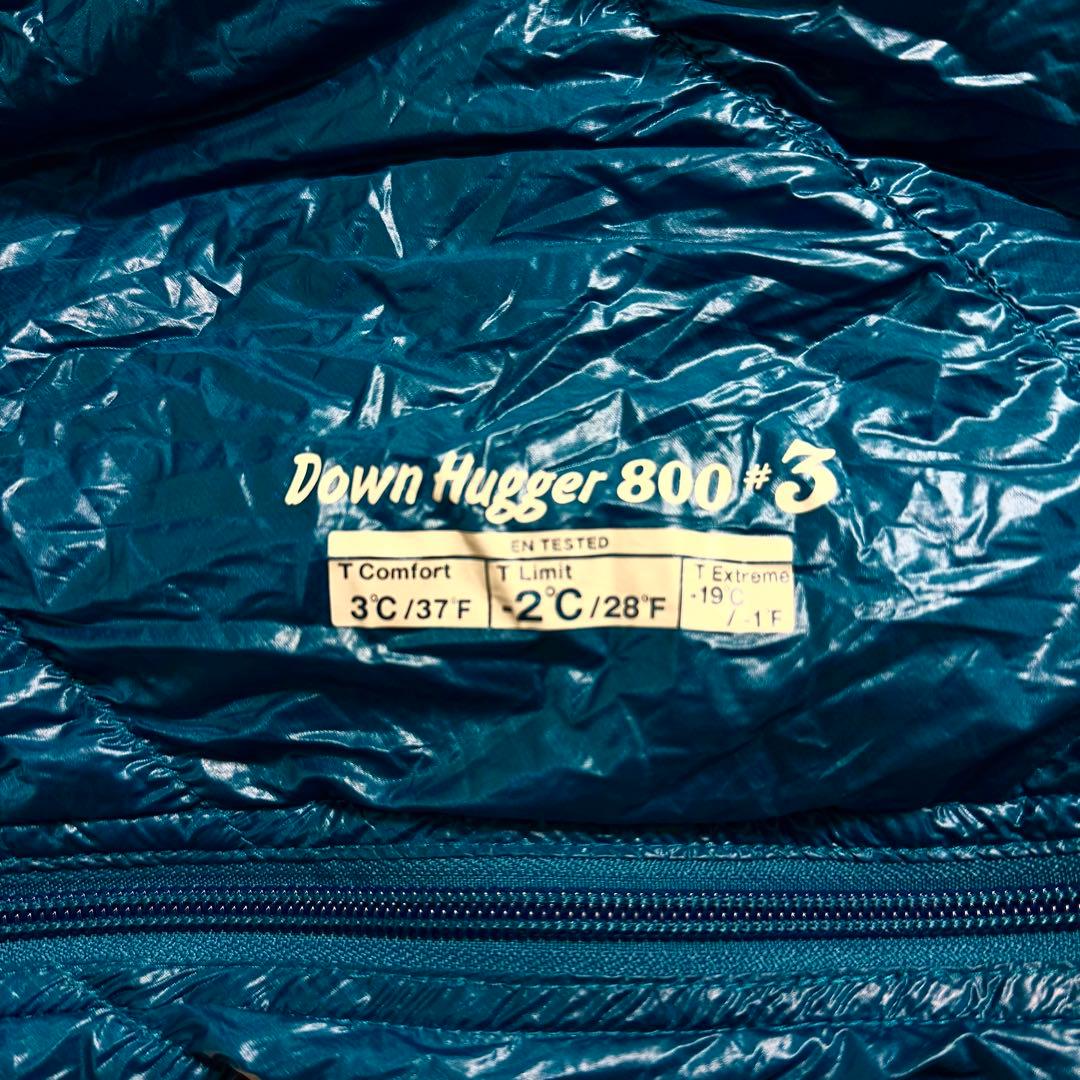 Down Hugger 800 #3
EN TESTED
T Comfort T Limit T Extreme
3°C/37°F -2°C/28°F -19°C
/ -1°F